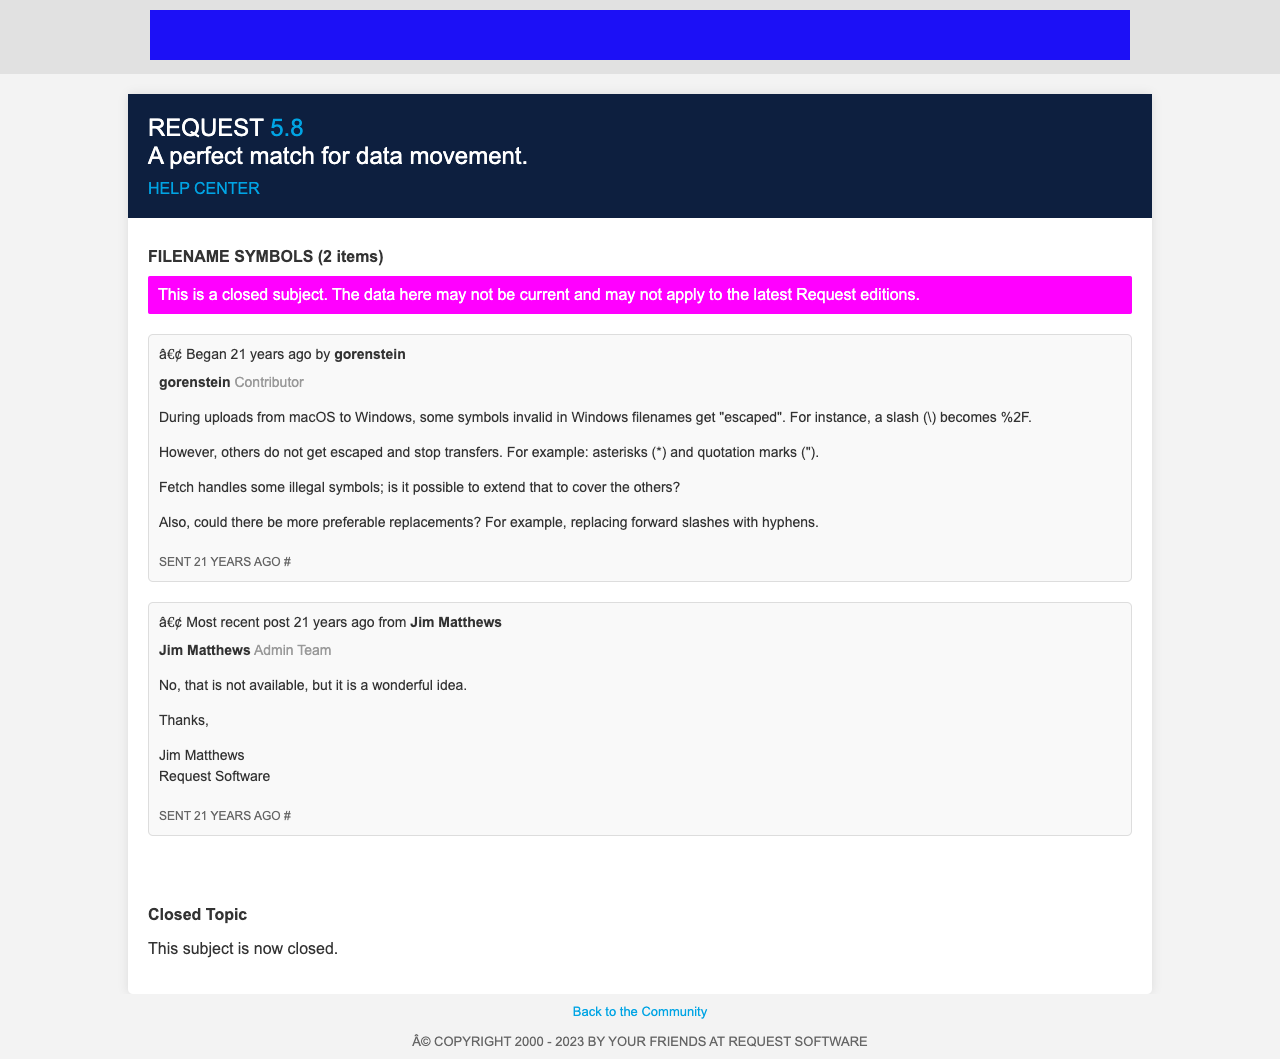 REQUEST 5.8
A perfect match for data movement.
HELP CENTER
FILENAME SYMBOLS (2 items)
This is a closed subject. The data here may not be current and may not apply to the latest Request editions.
â€¢ Began 21 years ago by gorenstein
gorenstein Contributor
During uploads from macOS to Windows, some symbols invalid in Windows filenames get "escaped". For instance, a slash (\) becomes %2F.
However, others do not get escaped and stop transfers. For example: asterisks (*) and quotation marks (").
Fetch handles some illegal symbols; is it possible to extend that to cover the others?
Also, could there be more preferable replacements? For example, replacing forward slashes with hyphens.
SENT 21 YEARS AGO #
â€¢ Most recent post 21 years ago from Jim Matthews
Jim Matthews Admin Team
No, that is not available, but it is a wonderful idea.
Thanks,
Jim Matthews
Request Software
SENT 21 YEARS AGO #
Closed Topic
This subject is now closed.
Back to the Community
Â© COPYRIGHT 2000 - 2023 BY YOUR FRIENDS AT REQUEST SOFTWARE